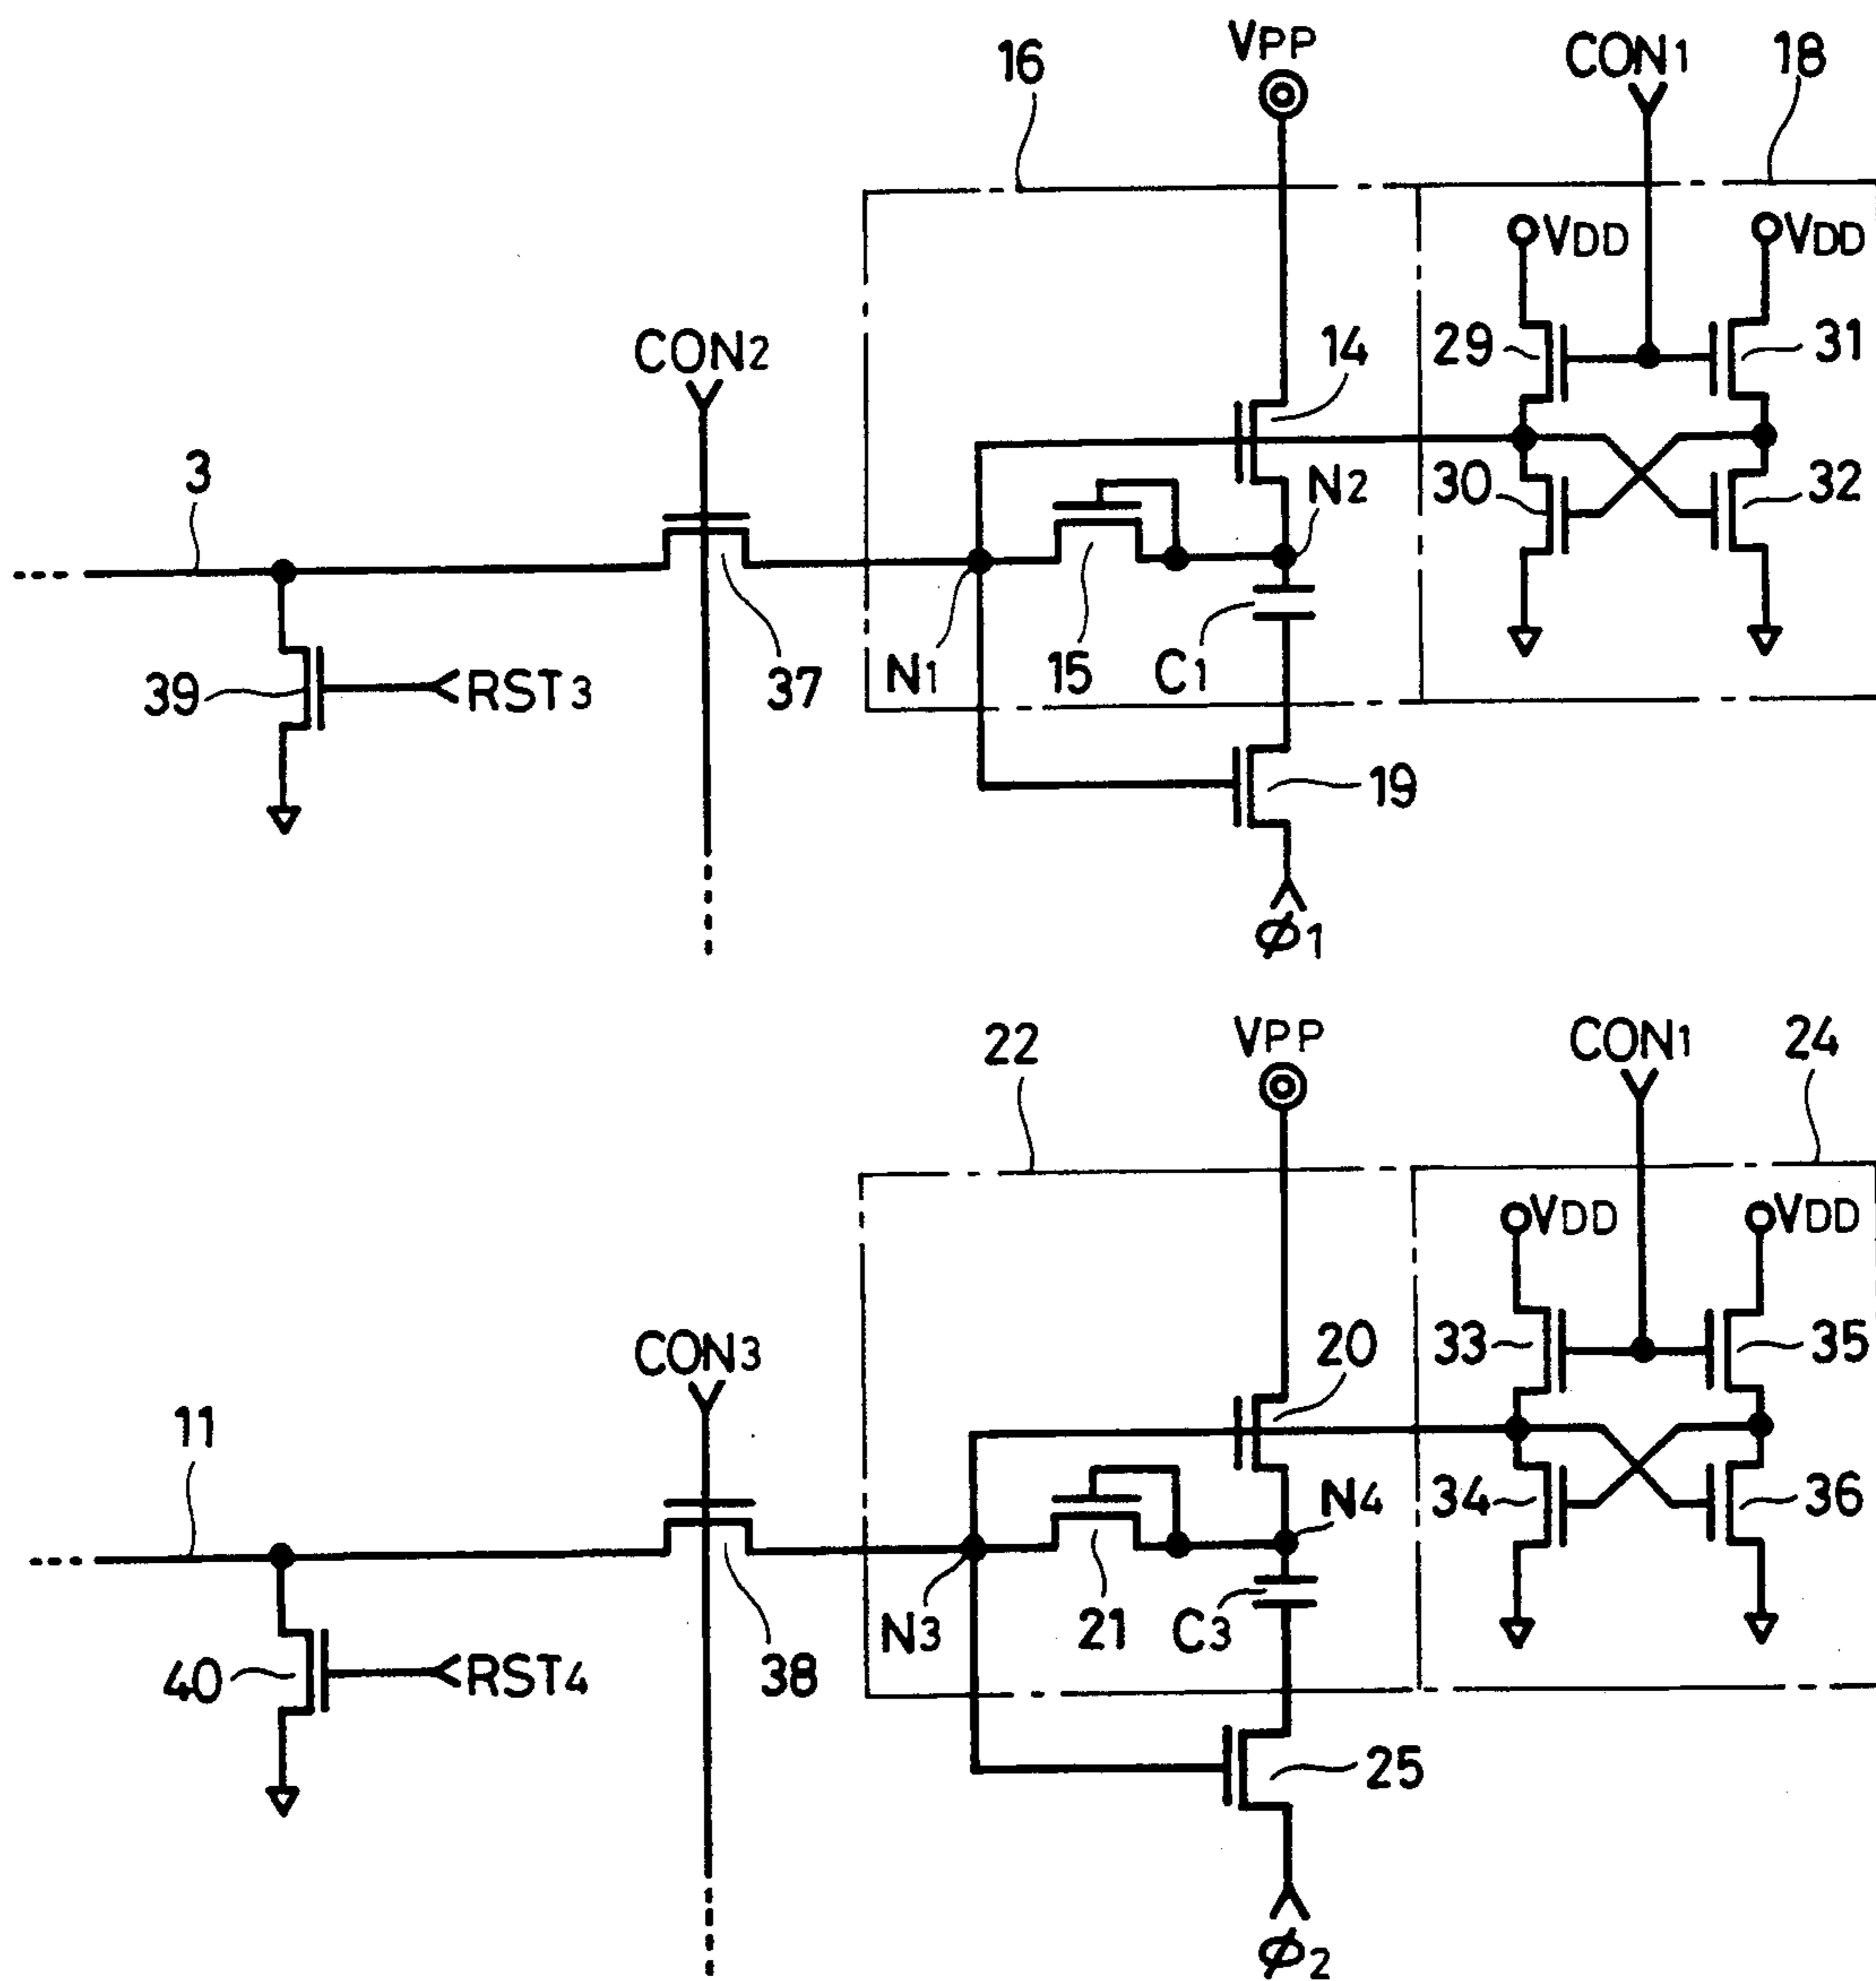 VPP
CON1
18
16
VDD
VDD
29
31
14
CON2
3
N2
30
32
N1
15
C1
37
39
RST3
19
φ1
VPP
CON1
24
22
VDD
VDD
33
35
20
CON3
11
N4
34
36
N3
21
C3
38
40
RST4
25
φ2